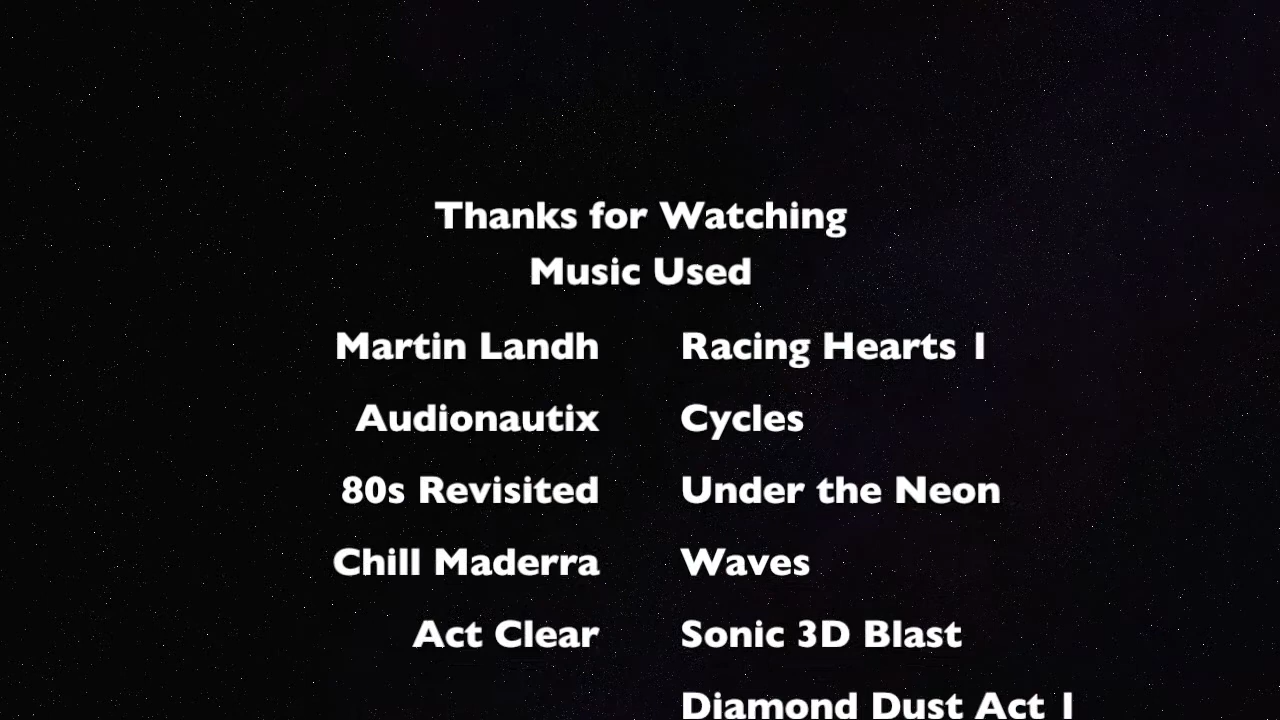 Thanks for Watching
Music Used
Martin Landh Racing Hearts 1
Audionautix Cycles
80s Revisited Under the Neon
Chill Maderra Waves
Act Clear Sonic 3D Blast
Diamond Dust Act 1